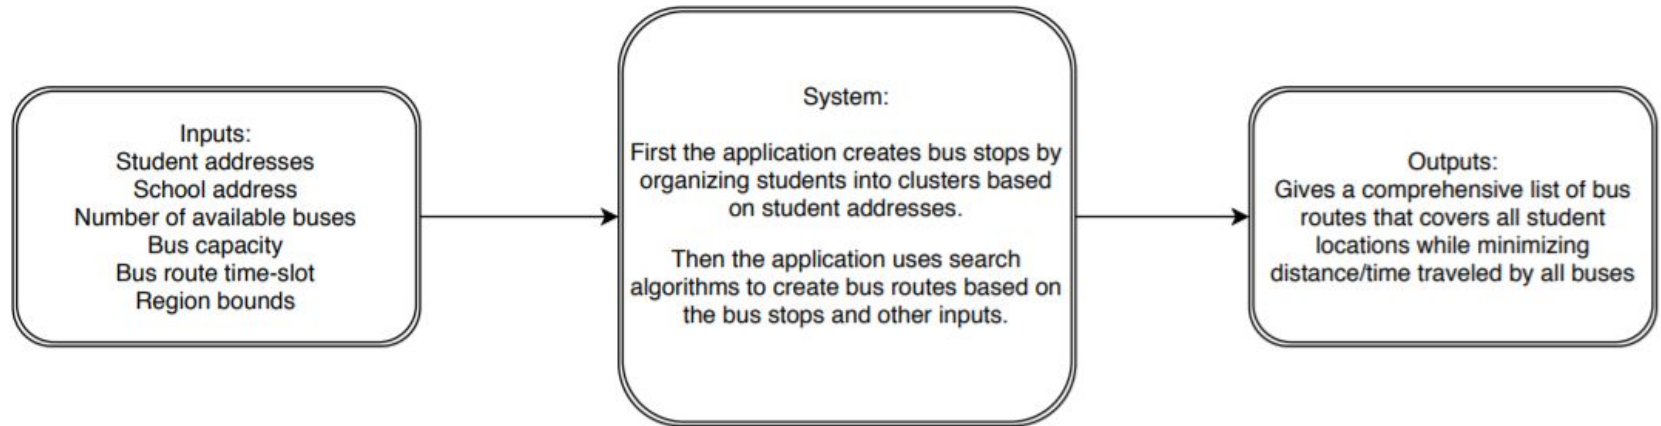 Inputs:
Student addresses
School address
Number of available buses
Bus capacity
Bus route time-slot
Region bounds
System:
First the application creates bus stops by
organizing students into clusters based
on student addresses.
Then the application uses search
algorithms to create bus routes based on
the bus stops and other inputs.
Outputs:
Gives a comprehensive list of bus
routes that covers all student
locations while minimizing
distance/time traveled by all buses